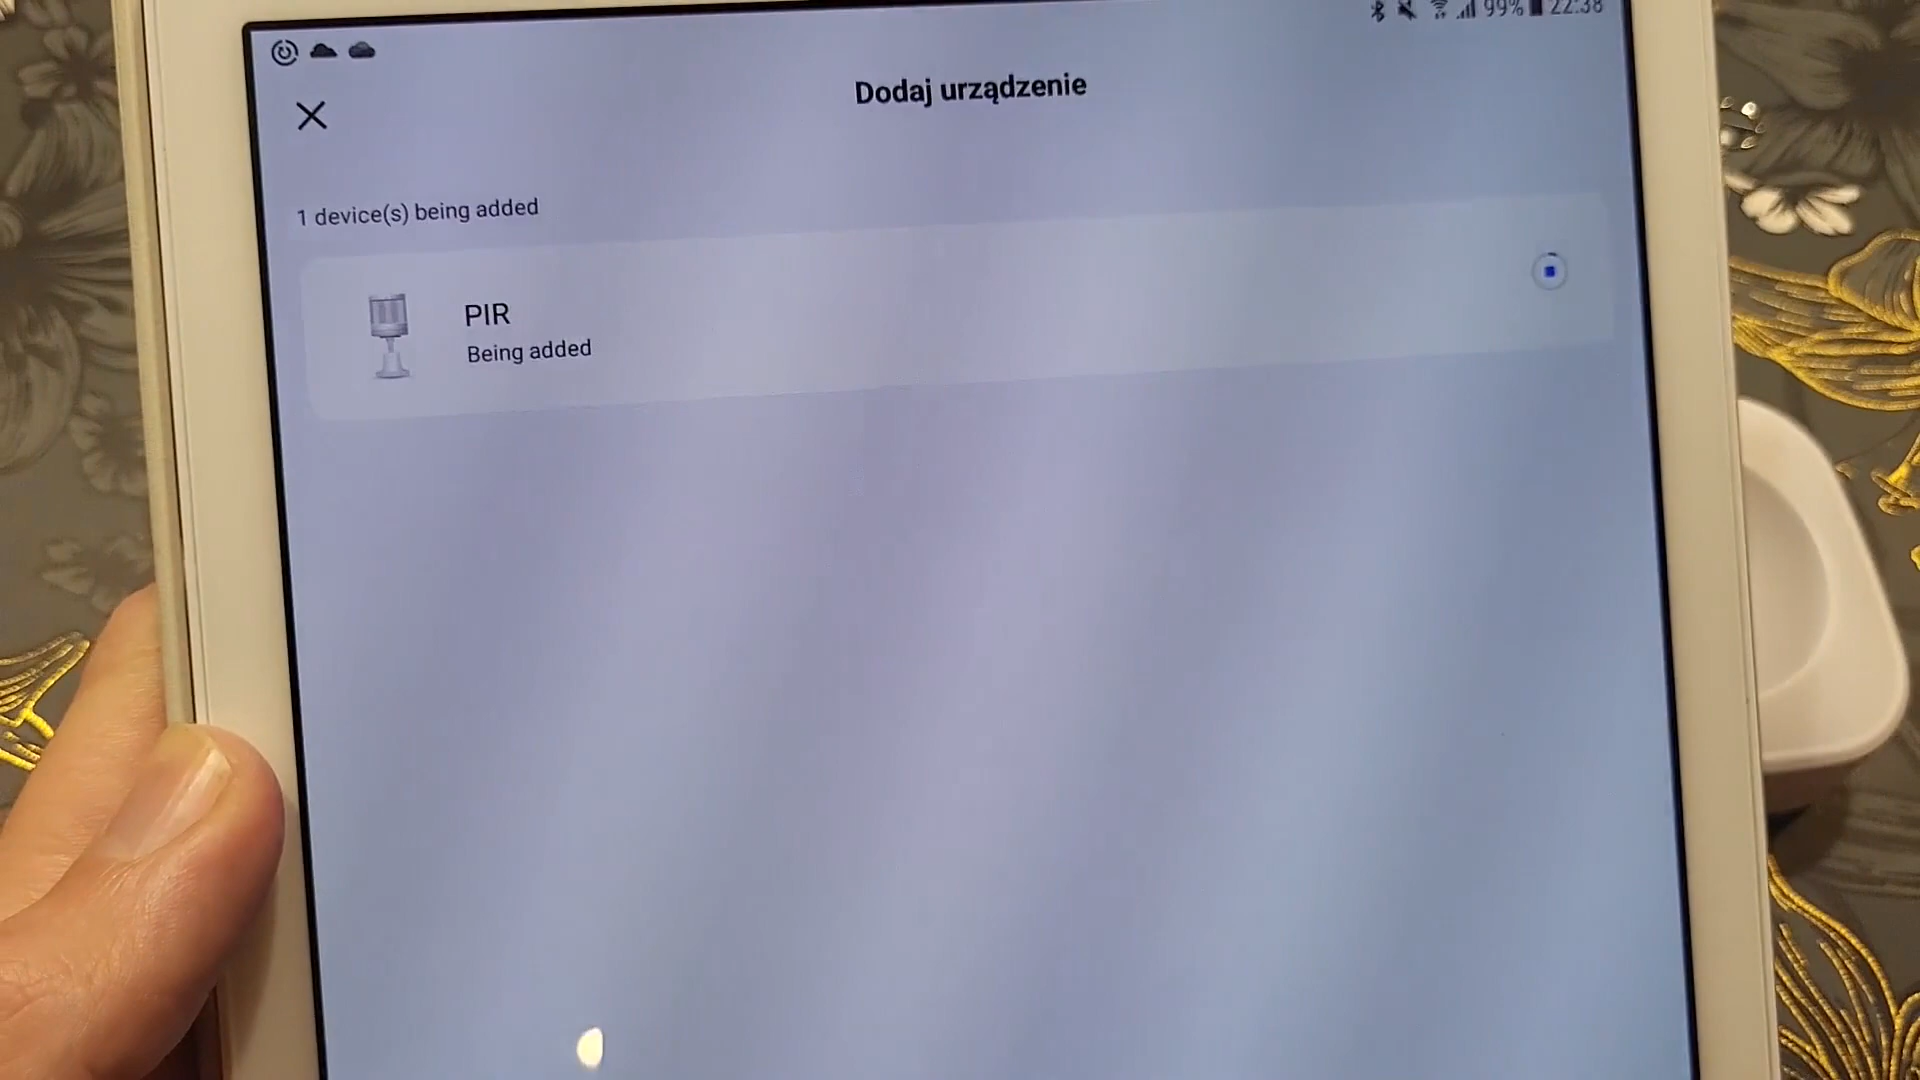 99% 22:38
Dodaj urządzenie
1 device(s) being added
PIR
Being added